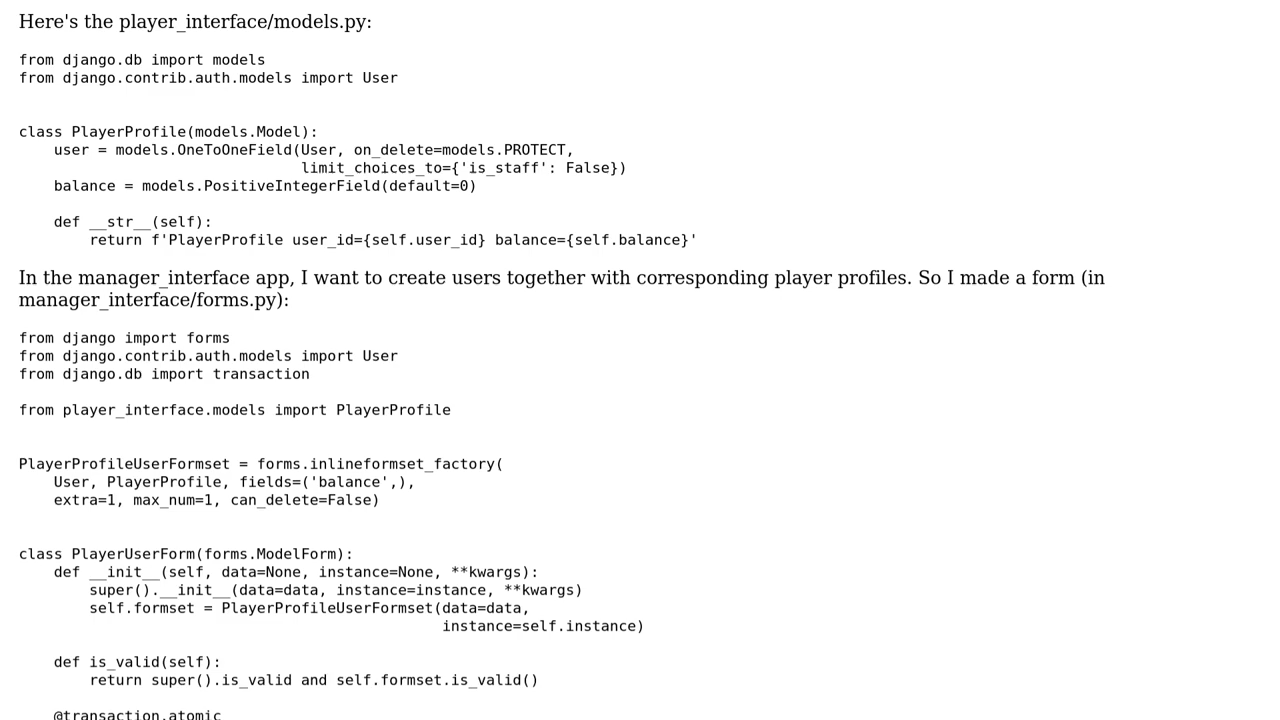 Here's the player_interface/models.py:
from django.db import models
from django.contrib.auth.models import User
class PlayerProfile(models.Model):
    user = models.OneToOneField(User, on_delete=models.PROTECT,
                                limit_choices_to={'is_staff': False})
    balance = models.PositiveIntegerField(default=0)
    def __str__(self):
        return f'PlayerProfile user_id={self.user_id} balance={self.balance}'
In the manager_interface app, I want to create users together with corresponding player profiles. So I made a form (in
manager_interface/forms.py):
from django import forms
from django.contrib.auth.models import User
from django.db import transaction
from player_interface.models import PlayerProfile
PlayerProfileUserFormset = forms.inlineformset_factory(
    User, PlayerProfile, fields=('balance',),
    extra=1, max_num=1, can_delete=False)
class PlayerUserForm(forms.ModelForm):
    def __init__(self, data=None, instance=None, **kwargs):
        super().__init__(data=data, instance=instance, **kwargs)
        self.formset = PlayerProfileUserFormset(data=data,
                                                instance=self.instance)
    def is_valid(self):
        return super().is_valid and self.formset.is_valid()
    @transaction.atomic